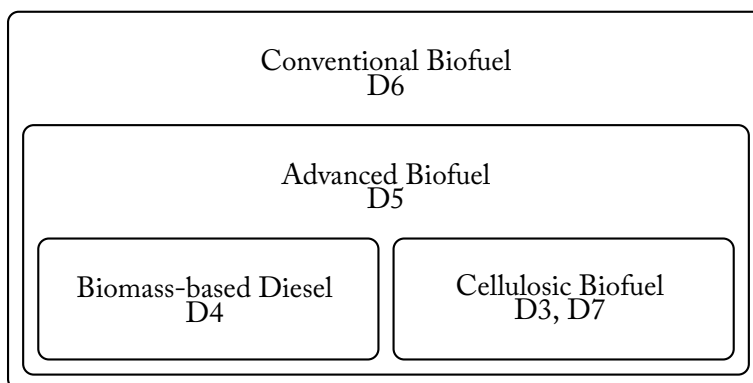 Conventional Biofuel
D6
Advanced Biofuel
D5
Biomass-based Diesel
D4
Cellulosic Biofuel
D3, D7